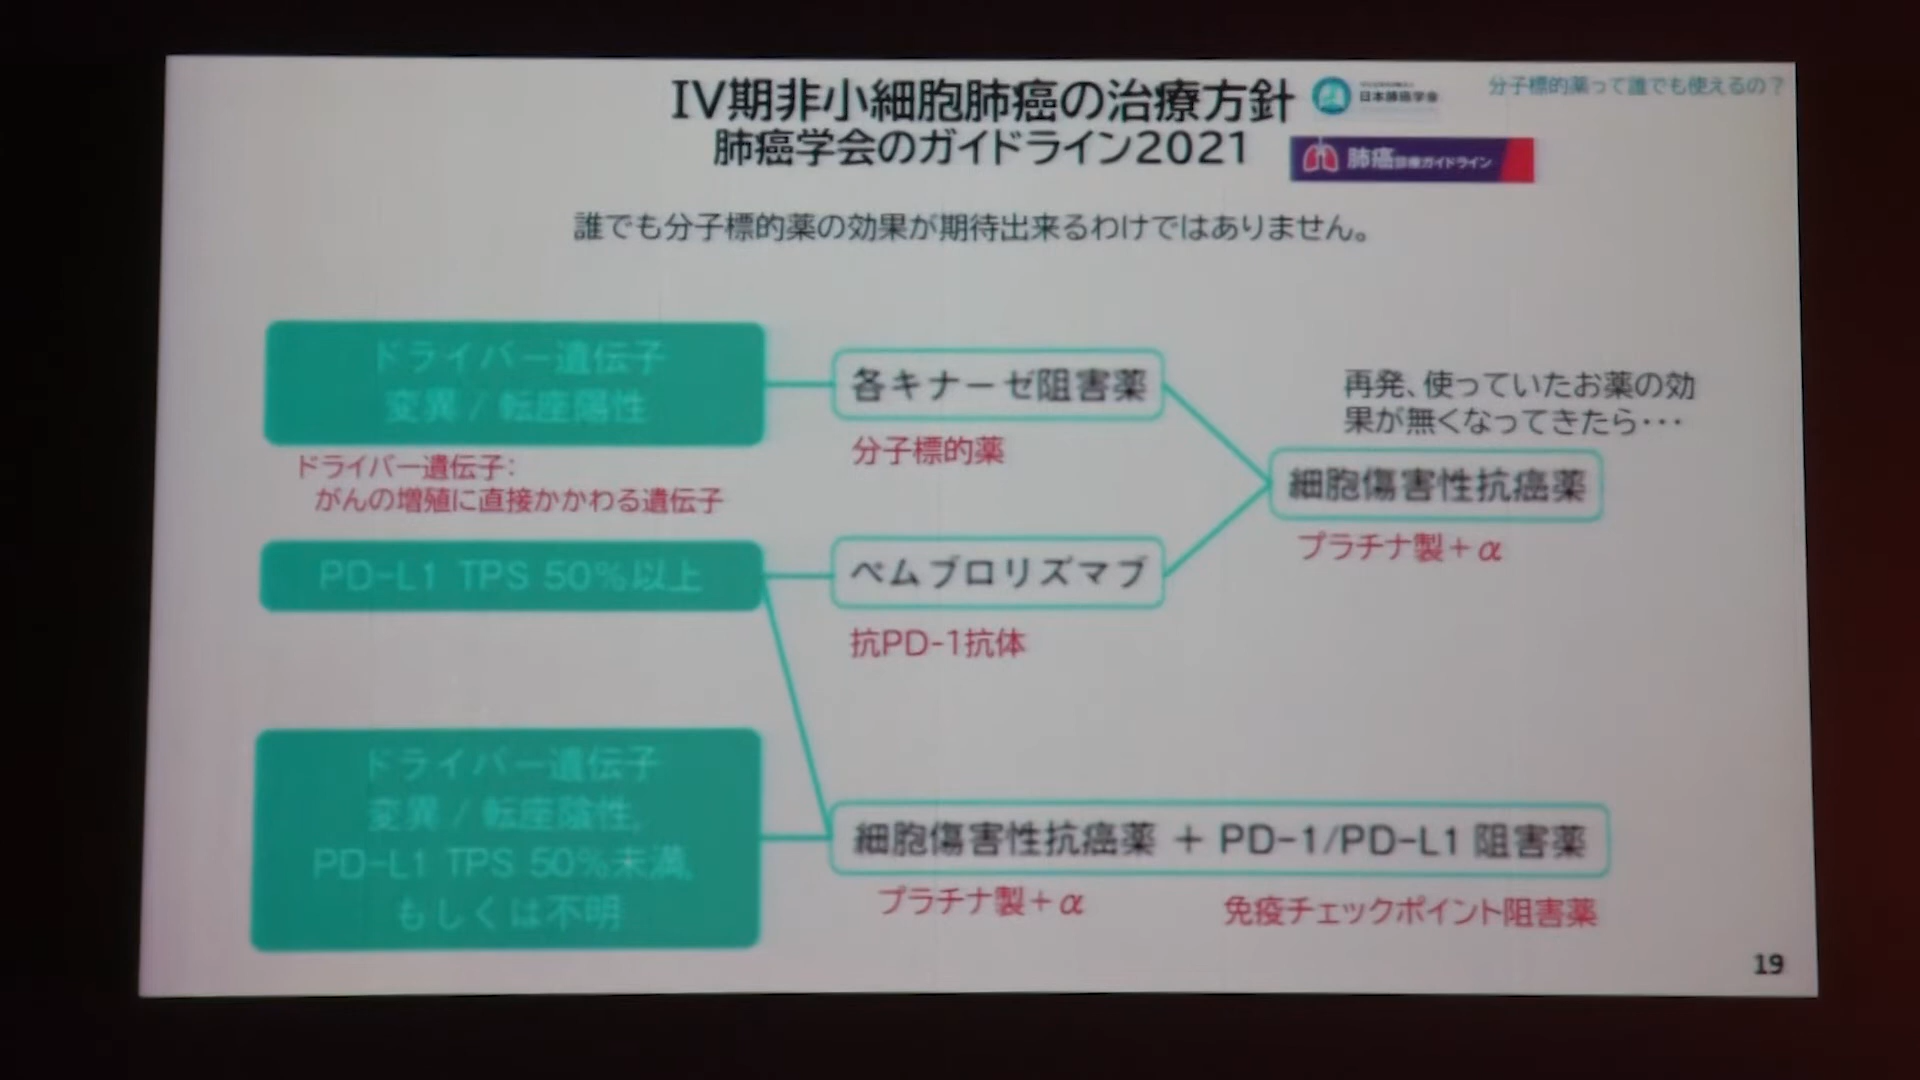 IV期非小細胞肺癌の治療方針
肺癌学会のガイドライン2021
日本肺癌学会
分子標的薬って誰でも使えるの？
肺癌診療ガイドライン
誰でも分子標的薬の効果が期待出来るわけではありません。
ドライバー遺伝子
変異 / 転座陽性
ドライバー遺伝子:
がんの増殖に直接かかわる遺伝子
各キナーゼ阻害薬
分子標的薬
再発、使っていたお薬の効
果が無くなってきたら･･･
細胞傷害性抗癌薬
プラチナ製＋α
PD-L1 TPS 50%以上
ペムブロリズマブ
抗PD-1抗体
ドライバー遺伝子
変異 / 転座陰性,
PD-L1 TPS 50%未満,
もしくは不明
細胞傷害性抗癌薬 ＋ PD-1/PD-L1 阻害薬
プラチナ製＋α
免疫チェックポイント阻害薬
19